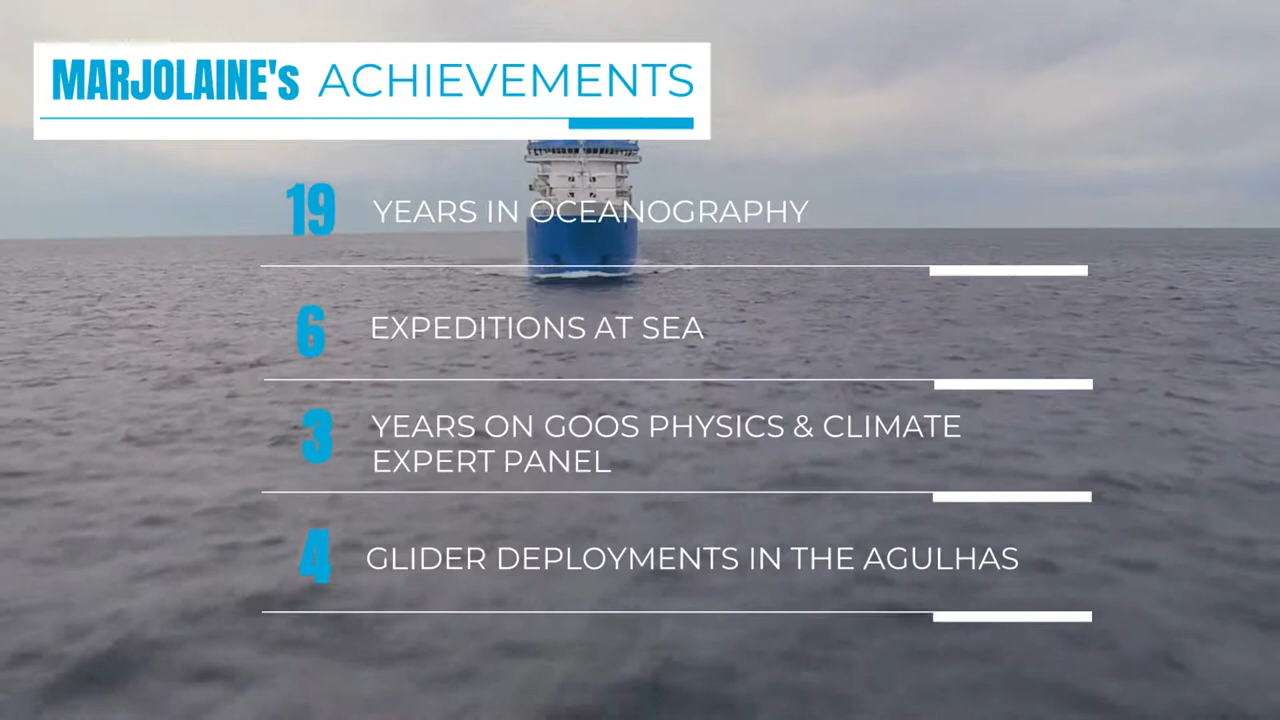 MARJOLAINE's ACHIEVEMENTS
19 YEARS IN OCEANOGRAPHY
6 EXPEDITIONS AT SEA
3 YEARS ON GOOS PHYSICS & CLIMATE
EXPERT PANEL
4 GLIDER DEPLOYMENTS IN THE AGULHAS